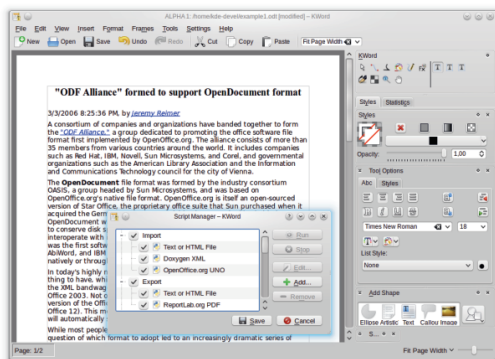 ALPHA 1: /home/kde-devel/example1.odt [modified] – KWord
File Edit View Insert Format Frames Tools Settings Help
New Open Save Undo Redo Cut Copy Paste Fit Page Width
"ODF Alliance" formed to support OpenDocument format
3/3/2006 8:25:36 PM, by Jeremy Reimer
A consortium of companies and organizations have banded together to form
the "ODF Alliance," a group dedicated to promoting the office software file
format first implemented by OpenOffice.org. The alliance consists of more than
35 members from various countries around the world. It includes companies
such as Red Hat, IBM, Novell, Sun Microsystems, and Corel, and governmental
organizations such as the American Library Association and the Information
and Communications Technology council for the city of Vienna.
The OpenDocument file format was formed by the industry consortium
OASIS, a group headed by Sun Microsystems, and was based on
OpenOffice.org's native file format. OpenOffice.org is itself an open-sourced
version of Star Office, the proprietary office suite that Sun purchased when it
acquired the Germ
OpenDocument w
to conserve disk s
interoperate with
was the first softw
AbiWord, and IBM
natively or through
In today's highly r
thing to have, whi
the XML bandwag
Office 2003. Not o
version of the Offi
Office 12). This m
will automatically
While most people
question of which format to adopt led to an increasingly dramatic series of
Script Manager – KWord
Import
Text or HTML File
Doxygen XML
OpenOffice.org UNO
Export
Text or HTML File
ReportLab.org PDF
Run
Stop
Edit...
Add...
Remove
Save Cancel
KWord
T T T
Styles Statistics
Styles
Opacity: 1,00
Tool Options
Abc Styles
Times New Roman 18
List Style:
None
Add Shape
Ellipse Artistic Text Callou Image
S...
Page: 1/2 Fit Page Width